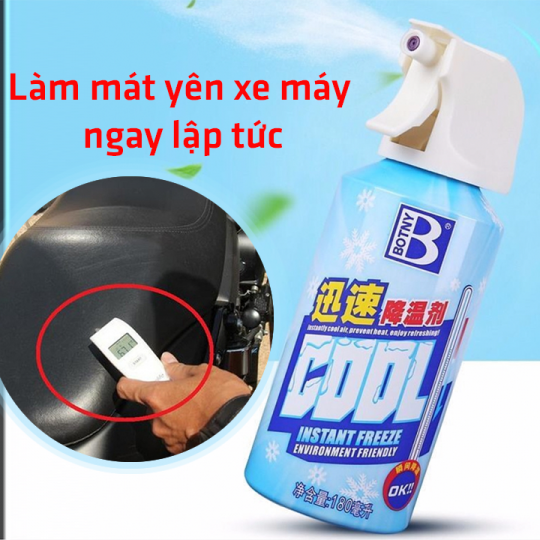 Làm mát yên xe máy
ngay lập tức
BOTNY
B
®
迅速降温剂
instantly cool air, prevent heat, enjoy refreshing!
COOL
INSTANT FREEZE
ENVIRONMENT FRIENDLY
OK!!
净含量:180毫升